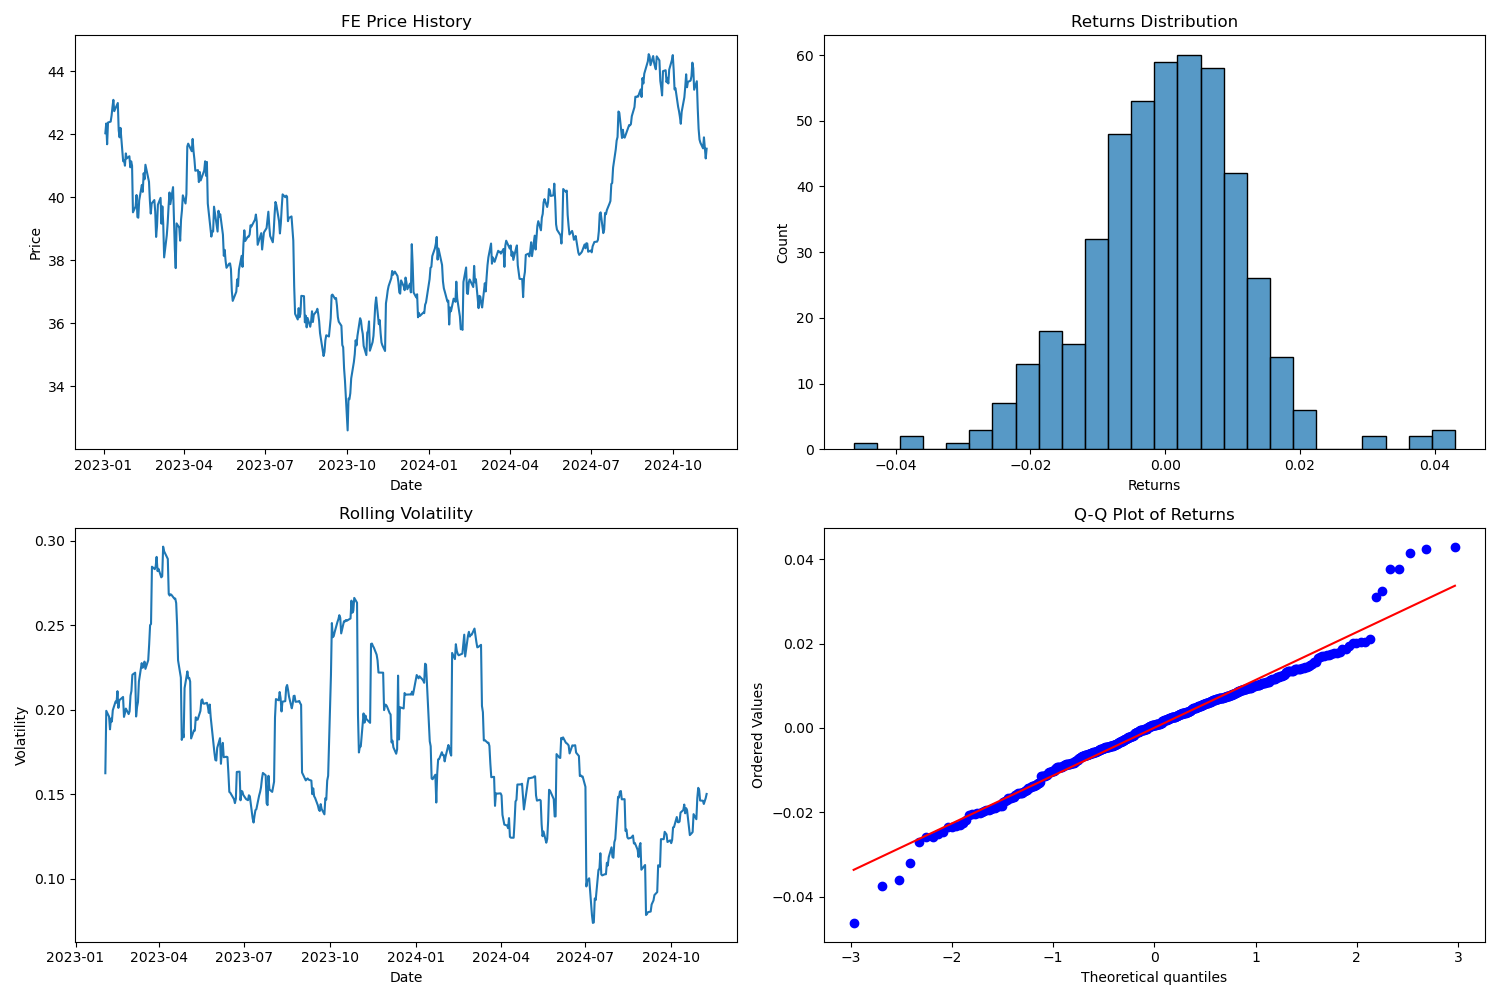 FE Price History
Price
44
42
40
38
36
34
2023-01 2023-04 2023-07 2023-10 2024-01 2024-04 2024-07 2024-10
Date
Returns Distribution
Count
60
50
40
30
20
10
0
−0.04 −0.02 0.00 0.02 0.04
Returns
Rolling Volatility
Volatility
0.30
0.25
0.20
0.15
0.10
2023-01 2023-04 2023-07 2023-10 2024-01 2024-04 2024-07 2024-10
Date
Q-Q Plot of Returns
Ordered Values
0.04
0.02
0.00
−0.02
−0.04
−3 −2 −1 0 1 2 3
Theoretical quantiles